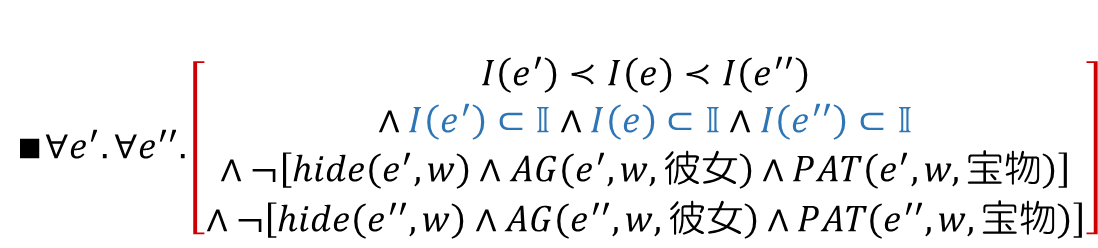 I(e′) ≺ I(e) ≺ I(e′′)
∧ I(e′) ⊂ 𝕀 ∧ I(e) ⊂ 𝕀 ∧ I(e′′) ⊂ 𝕀
■∀e′. ∀e′′.
∧ ¬[hide(e′, w) ∧ AG(e′, w, 彼女) ∧ PAT(e′, w, 宝物)]
∧ ¬[hide(e′′, w) ∧ AG(e′′, w, 彼女) ∧ PAT(e′′, w, 宝物)]